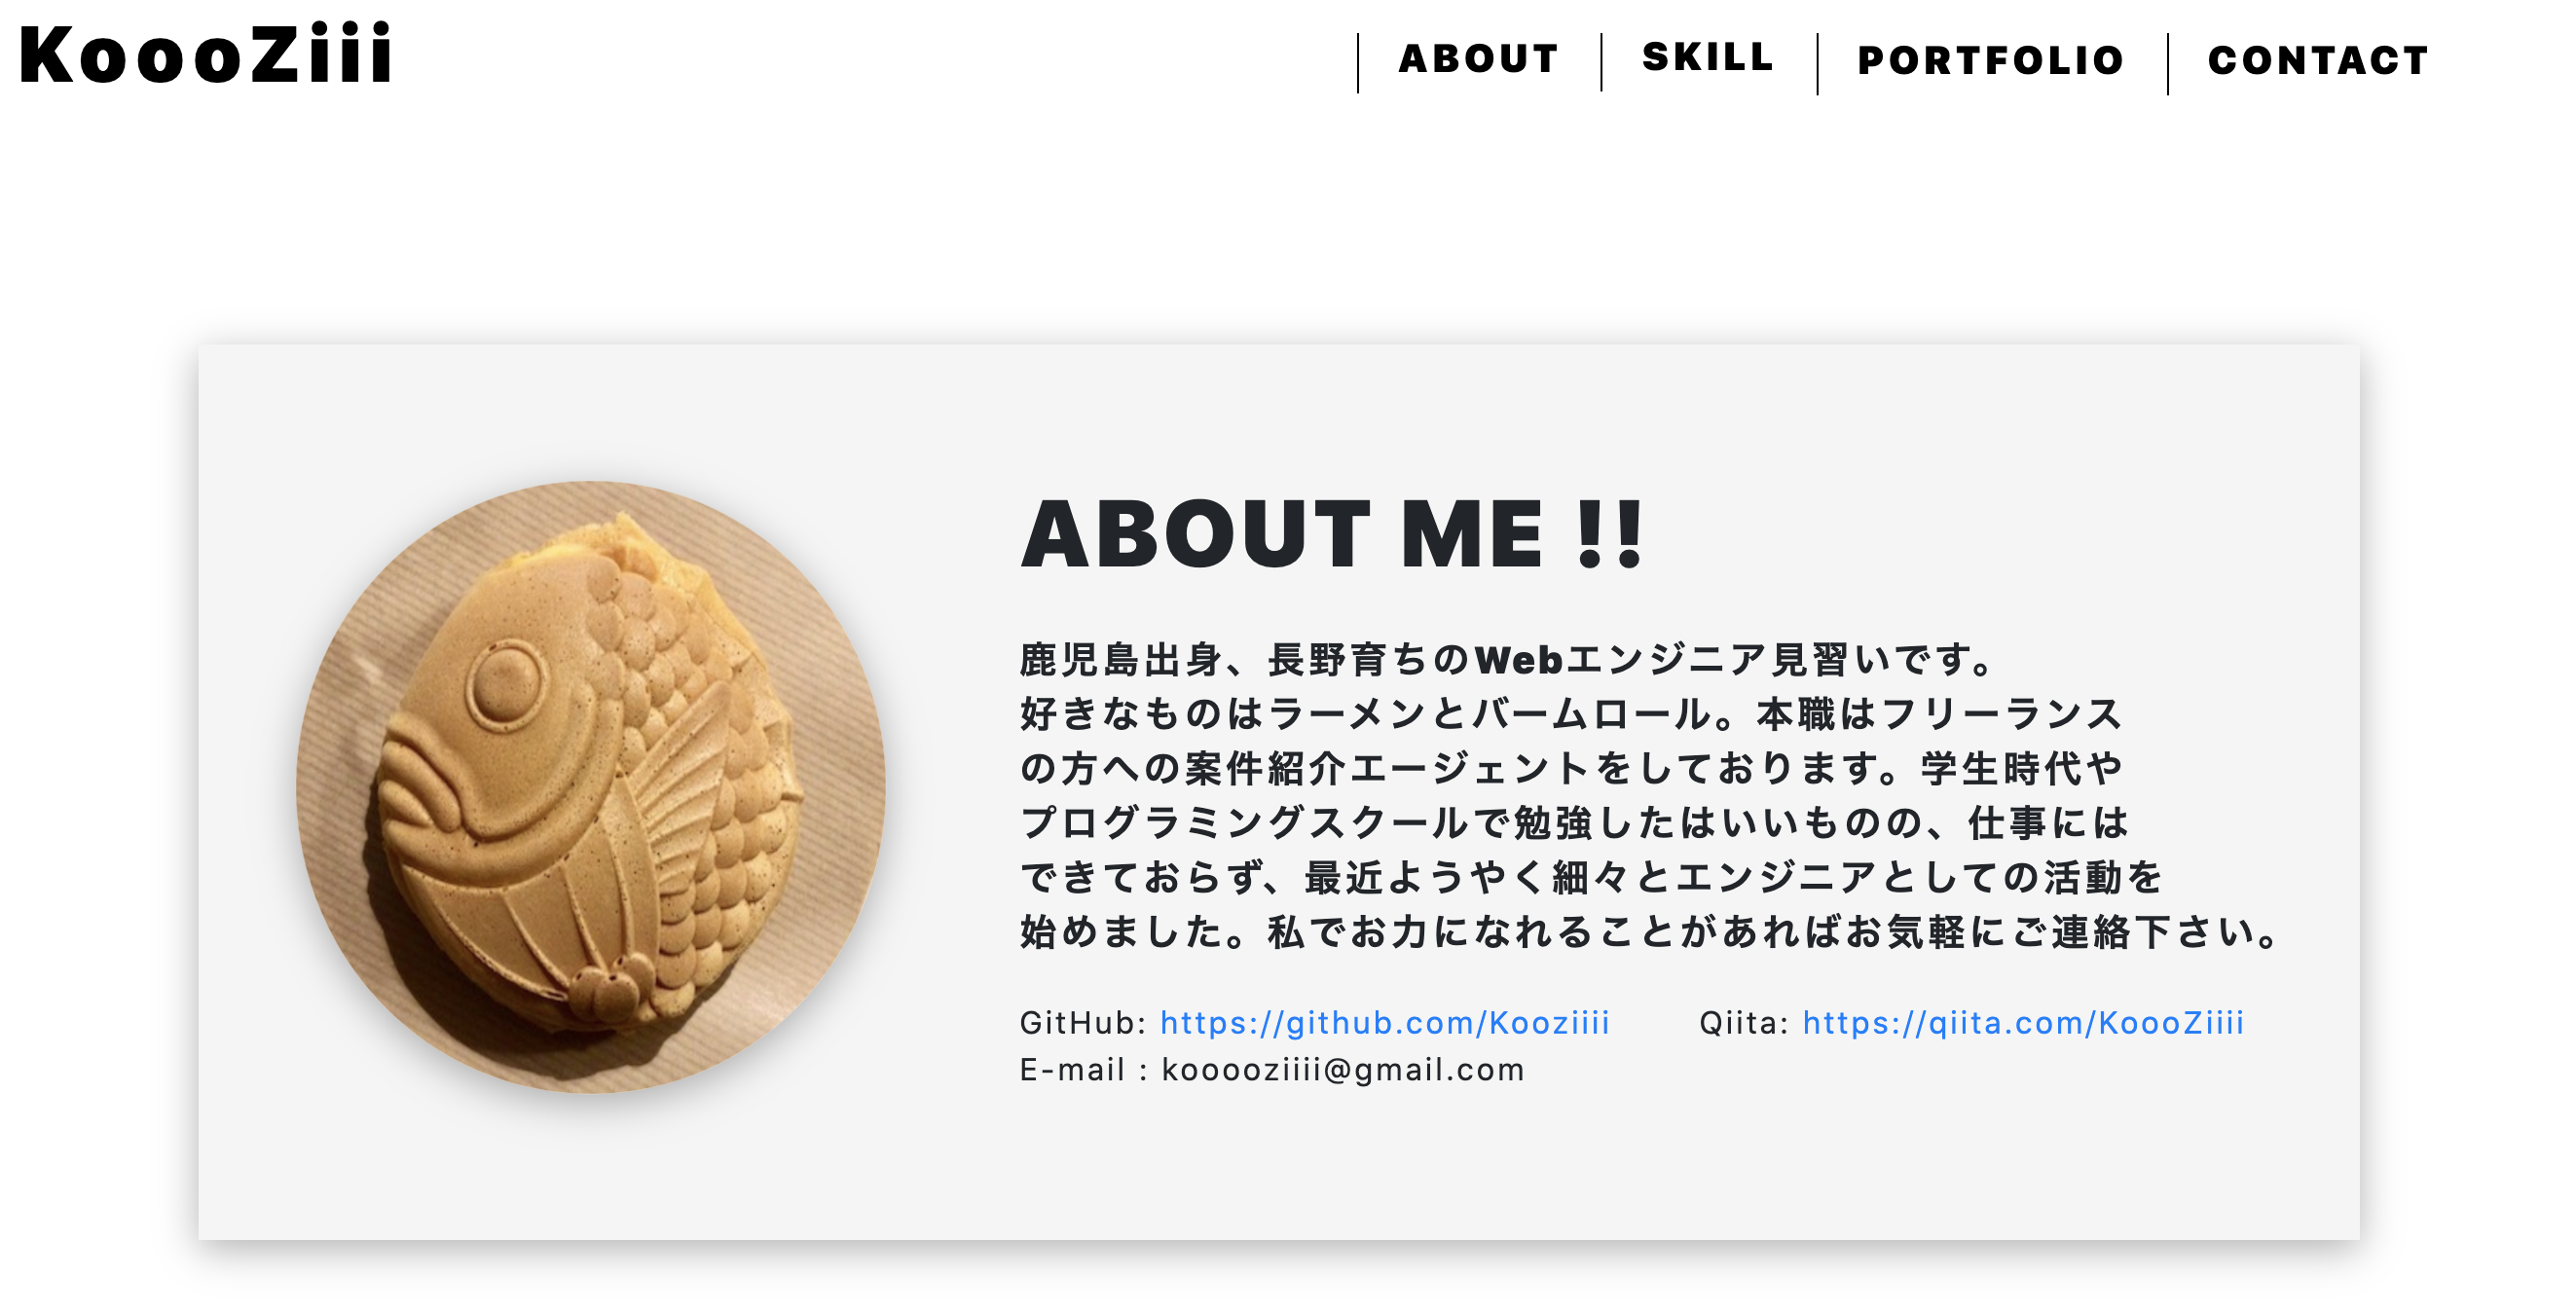 KoooZiii
ABOUT
SKILL
PORTFOLIO
CONTACT
ABOUT ME !!
鹿児島出身、長野育ちのWebエンジニア見習いです。
好きなものはラーメンとバームロール。本職はフリーランス
の方への案件紹介エージェントをしております。学生時代や
プログラミングスクールで勉強したはいいものの、仕事には
できておらず、最近ようやく細々とエンジニアとしての活動を
始めました。私でお力になれることがあればお気軽にご連絡下さい。
GitHub: https://github.com/Kooziiii Qiita: https://qiita.com/KoooZiiii
E-mail : kooooziiii@gmail.com